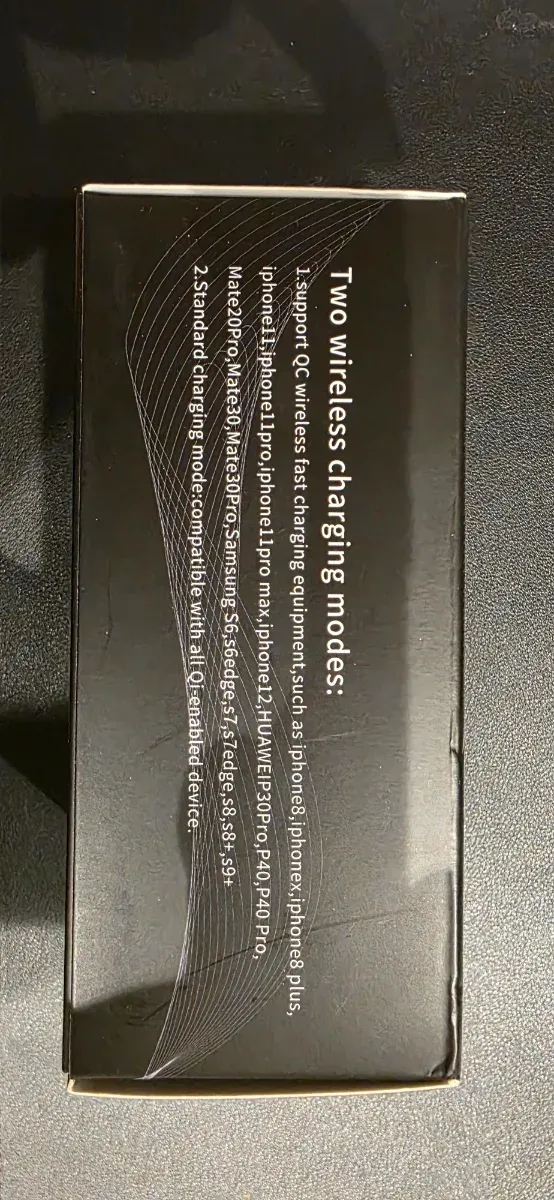 Two wireless charging modes:
1.support QC wireless fast charging equipment,such as iphone8,iphonex,iphone8 plus,
iphone11,iphone11pro,iphone11pro max,iphone12,HUAWEIP30Pro,P40,P40 Pro,
Mate20Pro,Mate30,Mate30Pro,Samsung S6,s6edge,s7,s7edge,s8,s8+,s9+
2.Standard charging mode:compatible with all QI-enabled device.